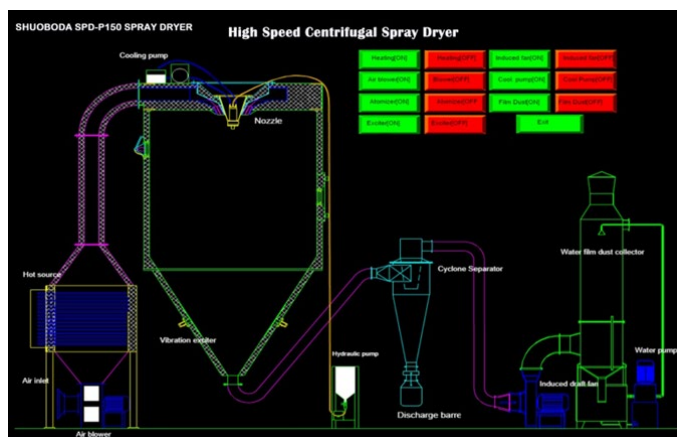 SHUOBODA SPD-P150 SPRAY DRYER
High Speed Centrifugal Spray Dryer
Cooling pump
Heating[ON] Heating[OFF] Induced fan[ON] Induced fan[OFF]
Air blower[ON] Blower[OFF] Cool pump[ON] Cool Pump[OFF]
Atomizer[ON] Atomizer[OFF Film Dust[ON] Film Dust[OFF]
Exciter[ON] Exciter[OFF] Exit
Nozzle
Water film dust collector
Cyclone Separator
Hot source
Vibration exciter
Hydraulic pump
Water pump
Air inlet
Induced draft fan
Discharge barre
Air blower